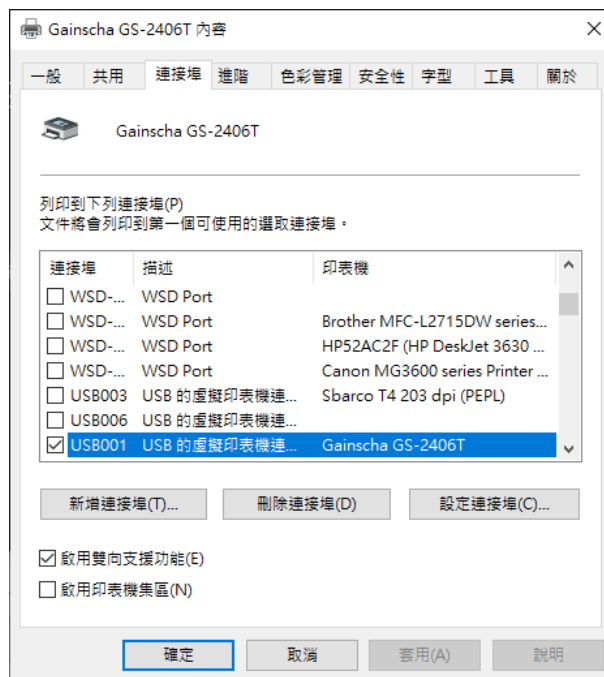 Gainscha GS-2406T 內容
一般 共用 連接埠 進階 色彩管理 安全性 字型 工具 關於
Gainscha GS-2406T
列印到下列連接埠(P)
文件將會列印到第一個可使用的選取連接埠。
連接埠 描述 印表機
WSD-... WSD Port
WSD-... WSD Port Brother MFC-L2715DW series...
WSD-... WSD Port HP52AC2F (HP DeskJet 3630 ...
WSD-... WSD Port Canon MG3600 series Printer ...
USB003 USB 的虛擬印表機連... Sbarco T4 203 dpi (PEPL)
USB006 USB 的虛擬印表機連...
USB001 USB 的虛擬印表機連... Gainscha GS-2406T
新增連接埠(T)... 刪除連接埠(D) 設定連接埠(C)...
啟用雙向支援功能(E)
啟用印表機集區(N)
確定 取消 套用(A) 說明